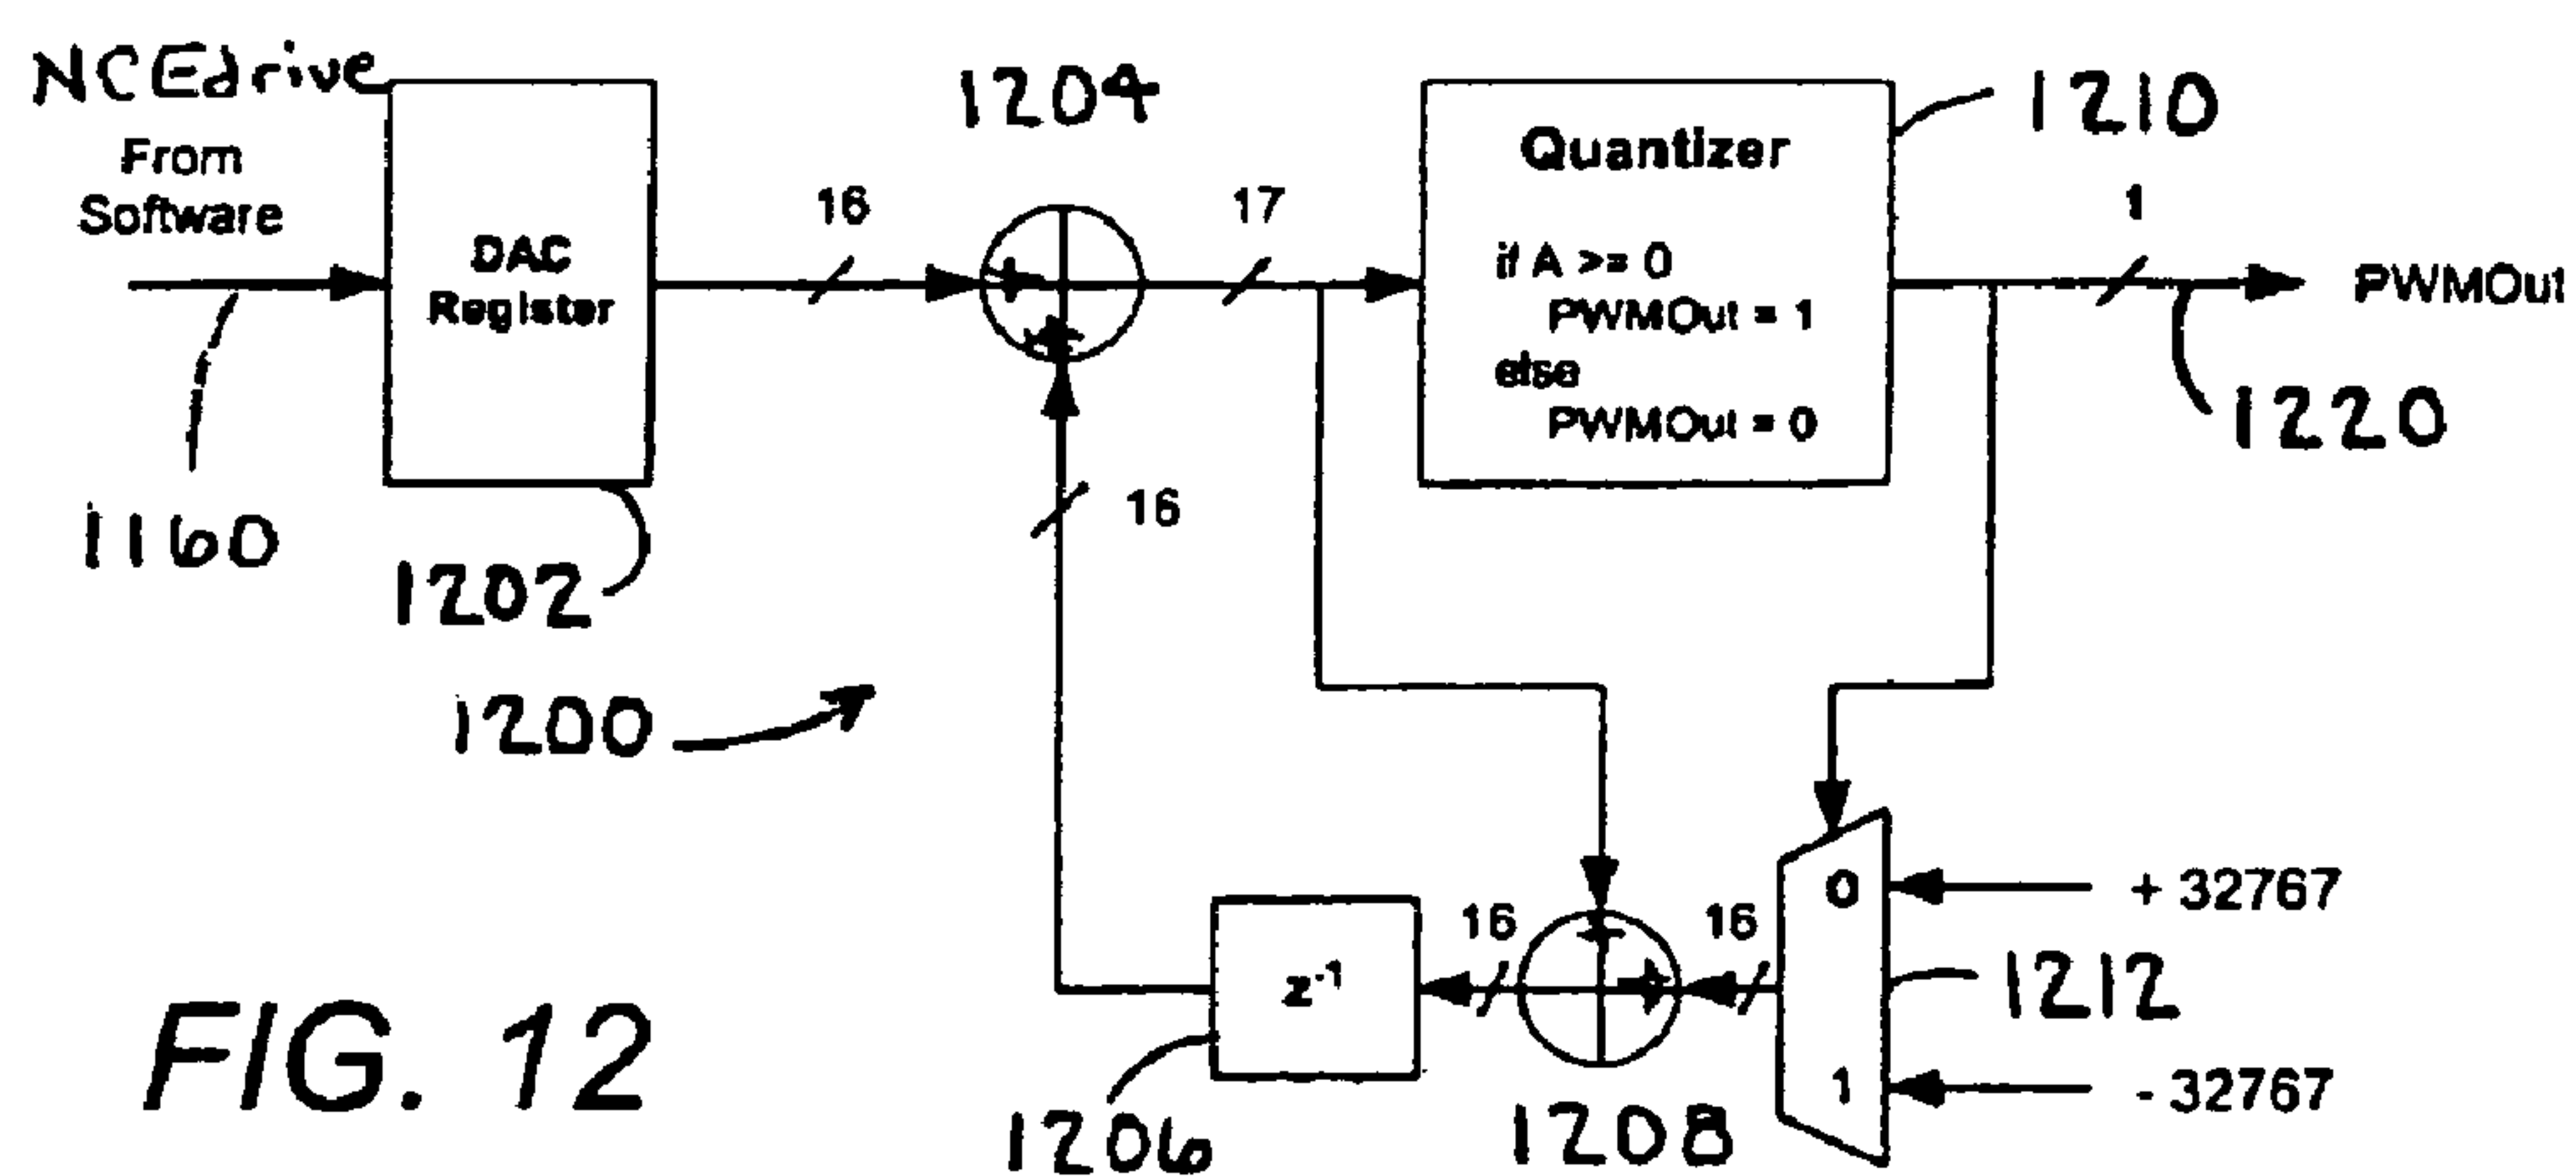 NCEdrive
From
Software
1160
DAC
Register
1202
16
1204
+
+
17
16
Quantizer
if A >= 0
PWMOut = 1
else
PWMOut = 0
1210
1
PWMOut
1220
1200
z⁻¹
1206
16
+
+
1208
16
0
1
+ 32767
1212
- 32767
FIG. 12